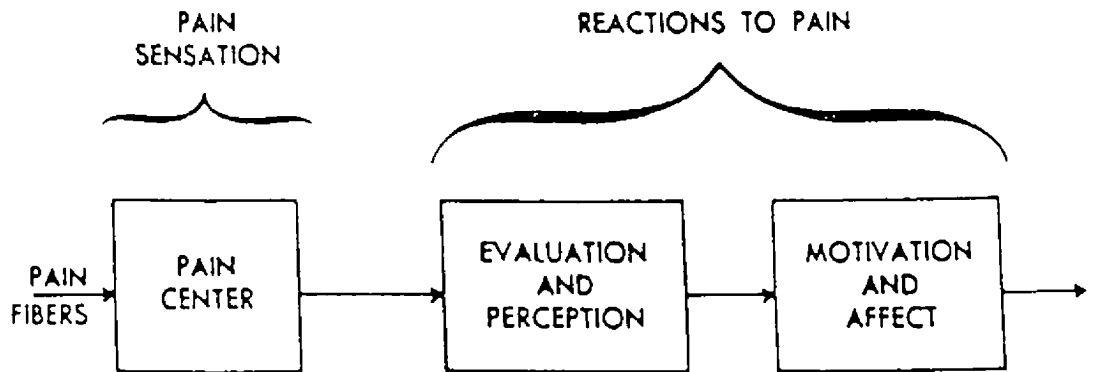 PAIN
SENSATION
REACTIONS TO PAIN
PAIN
FIBERS
PAIN
CENTER
EVALUATION
AND
PERCEPTION
MOTIVATION
AND
AFFECT